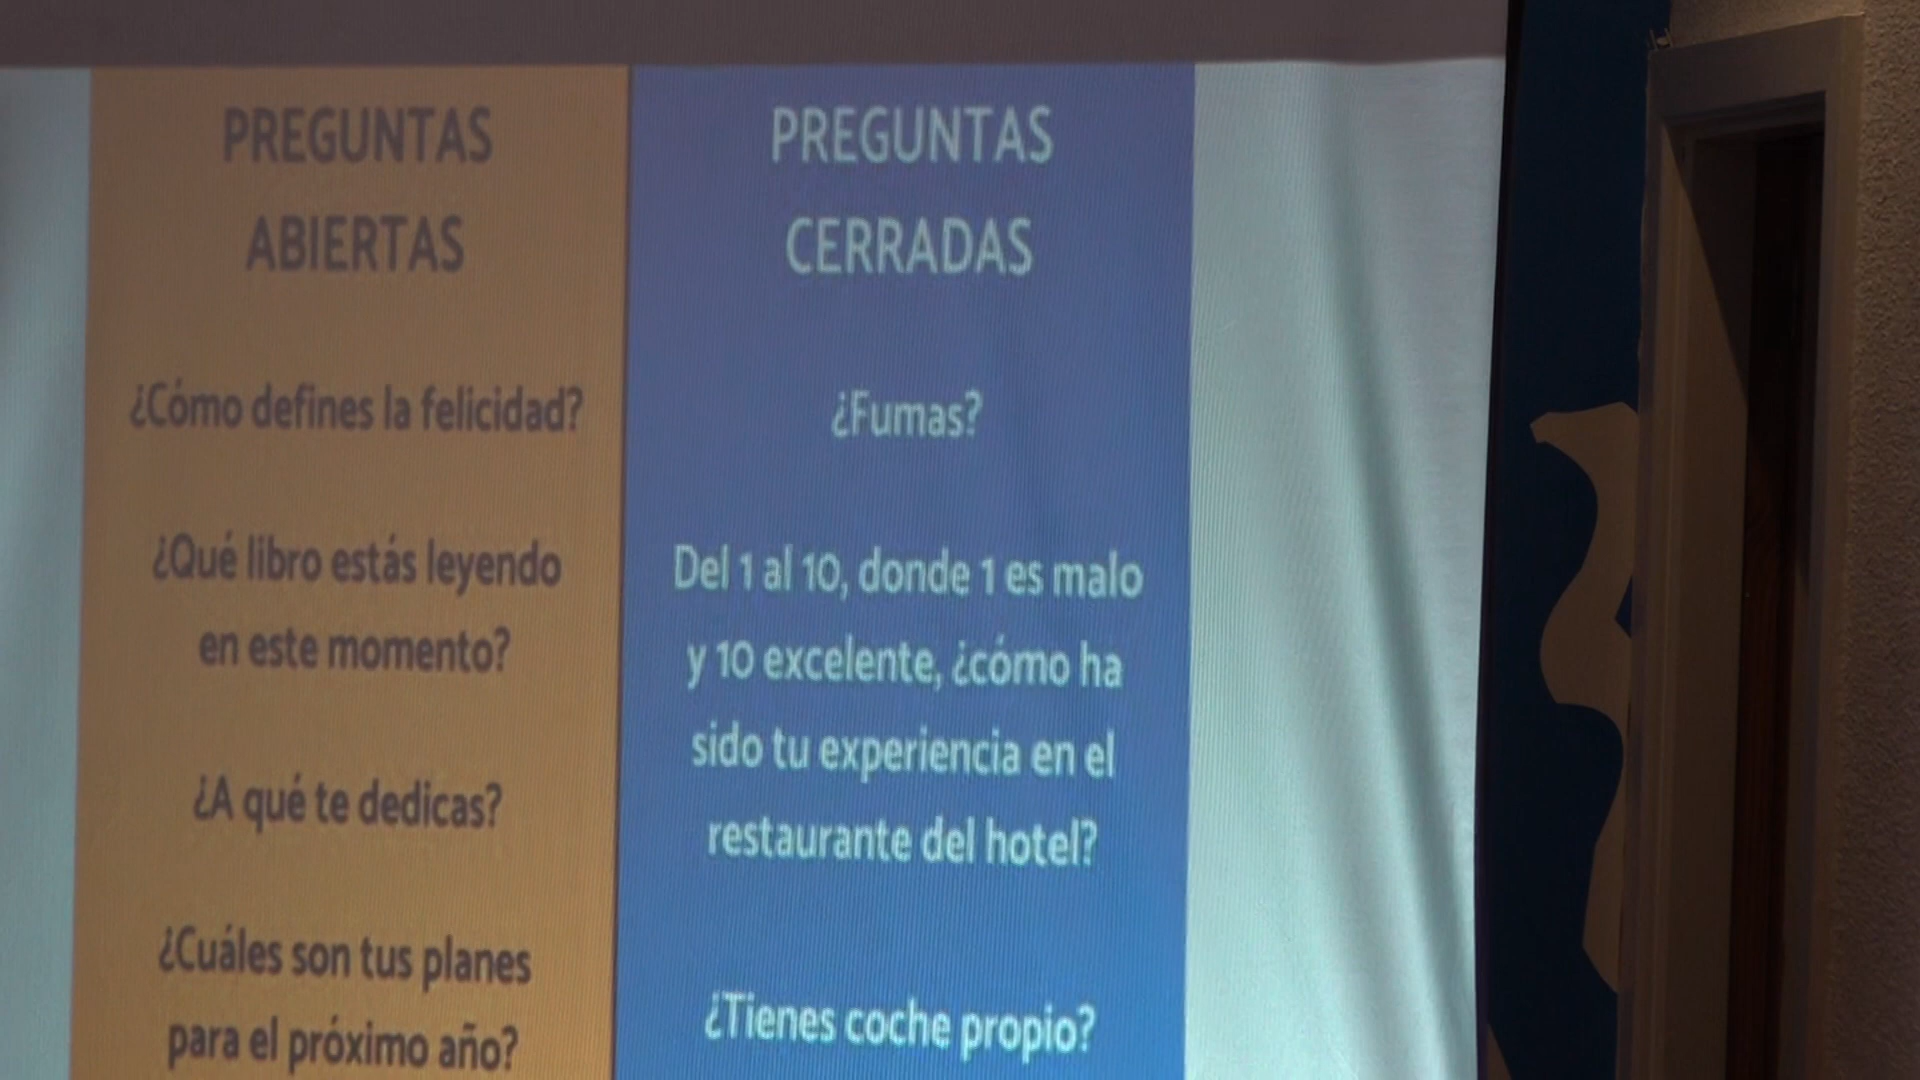 PREGUNTAS
ABIERTAS
¿Cómo defines la felicidad?
¿Qué libro estás leyendo
en este momento?
¿A qué te dedicas?
¿Cuáles son tus planes
para el próximo año?
PREGUNTAS
CERRADAS
¿Fumas?
Del 1 al 10, donde 1 es malo
y 10 excelente, ¿cómo ha
sido tu experiencia en el
restaurante del hotel?
¿Tienes coche propio?